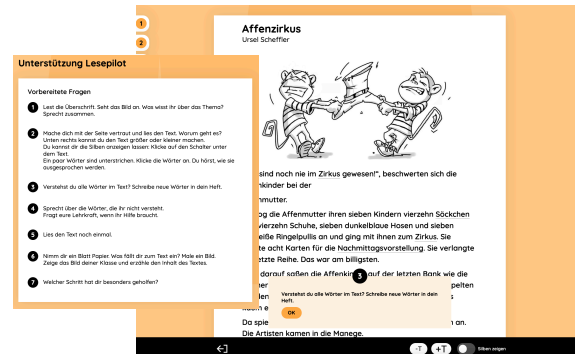 1
2
Affenzirkus
Ursel Scheffler
Unterstützung Lesepilot
Vorbereitete Fragen
1 Lest die Überschrift. Seht das Bild an. Was wisst ihr über das Thema?
Sprecht zusammen.
2 Mache dich mit der Seite vertraut und lies den Text. Worum geht es?
Unten rechts kannst du den Text größer oder kleiner machen.
Du kannst dir die Silben anzeigen lassen: Klicke auf den Schalter unter
dem Text.
Ein paar Wörter sind unterstrichen. Klicke die Wörter an. Du hörst, wie sie
ausgesprochen werden.
3 Verstehst du alle Wörter im Text? Schreibe neue Wörter in dein Heft.
4 Sprecht über die Wörter, die ihr nicht versteht.
Fragt eure Lehrkraft, wenn ihr Hilfe braucht.
5 Lies den Text noch einmal.
6 Nimm dir ein Blatt Papier. Was fällt dir zum Text ein? Male ein Bild.
Zeige das Bild deiner Klasse und erzähle den Inhalt des Textes.
7 Welcher Schritt hat dir besonders geholfen?
sind noch nie im Zirkus gewesen!", beschwerten sich die
kinder bei der
mutter.
og die Affenmutter ihren sieben Kindern vierzehn Söckchen
vierzehn Schuhe, sieben dunkelblaue Hosen und sieben
eiße Ringelpullis an und ging mit ihnen zum Zirkus. Sie
te acht Karten für die Nachmittagsvorstellung. Sie verlangte
etzte Reihe. Das war am billigsten.
darauf saßen die Affenkin auf der letzten Bank wie die
3
Verstehst du alle Wörter im Text? Schreibe neue Wörter in dein
Heft.
OK
pelten
Da spie an.
Die Artisten kamen in die Manege.
-T +T Silben zeigen